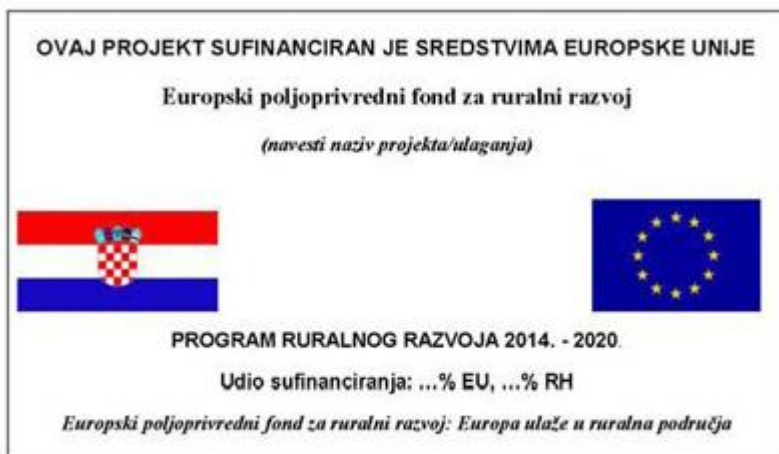 OVAJ PROJEKT SUFINANCIRAN JE SREDSTVIMA EUROPSKE UNIJE
Europski poljoprivredni fond za ruralni razvoj
(navesti naziv projekta/ulaganja)
PROGRAM RURALNOG RAZVOJA 2014. - 2020.
Udio sufinanciranja: ...% EU, ...% RH
Europski poljoprivredni fond za ruralni razvoj: Europa ulaže u ruralna područja